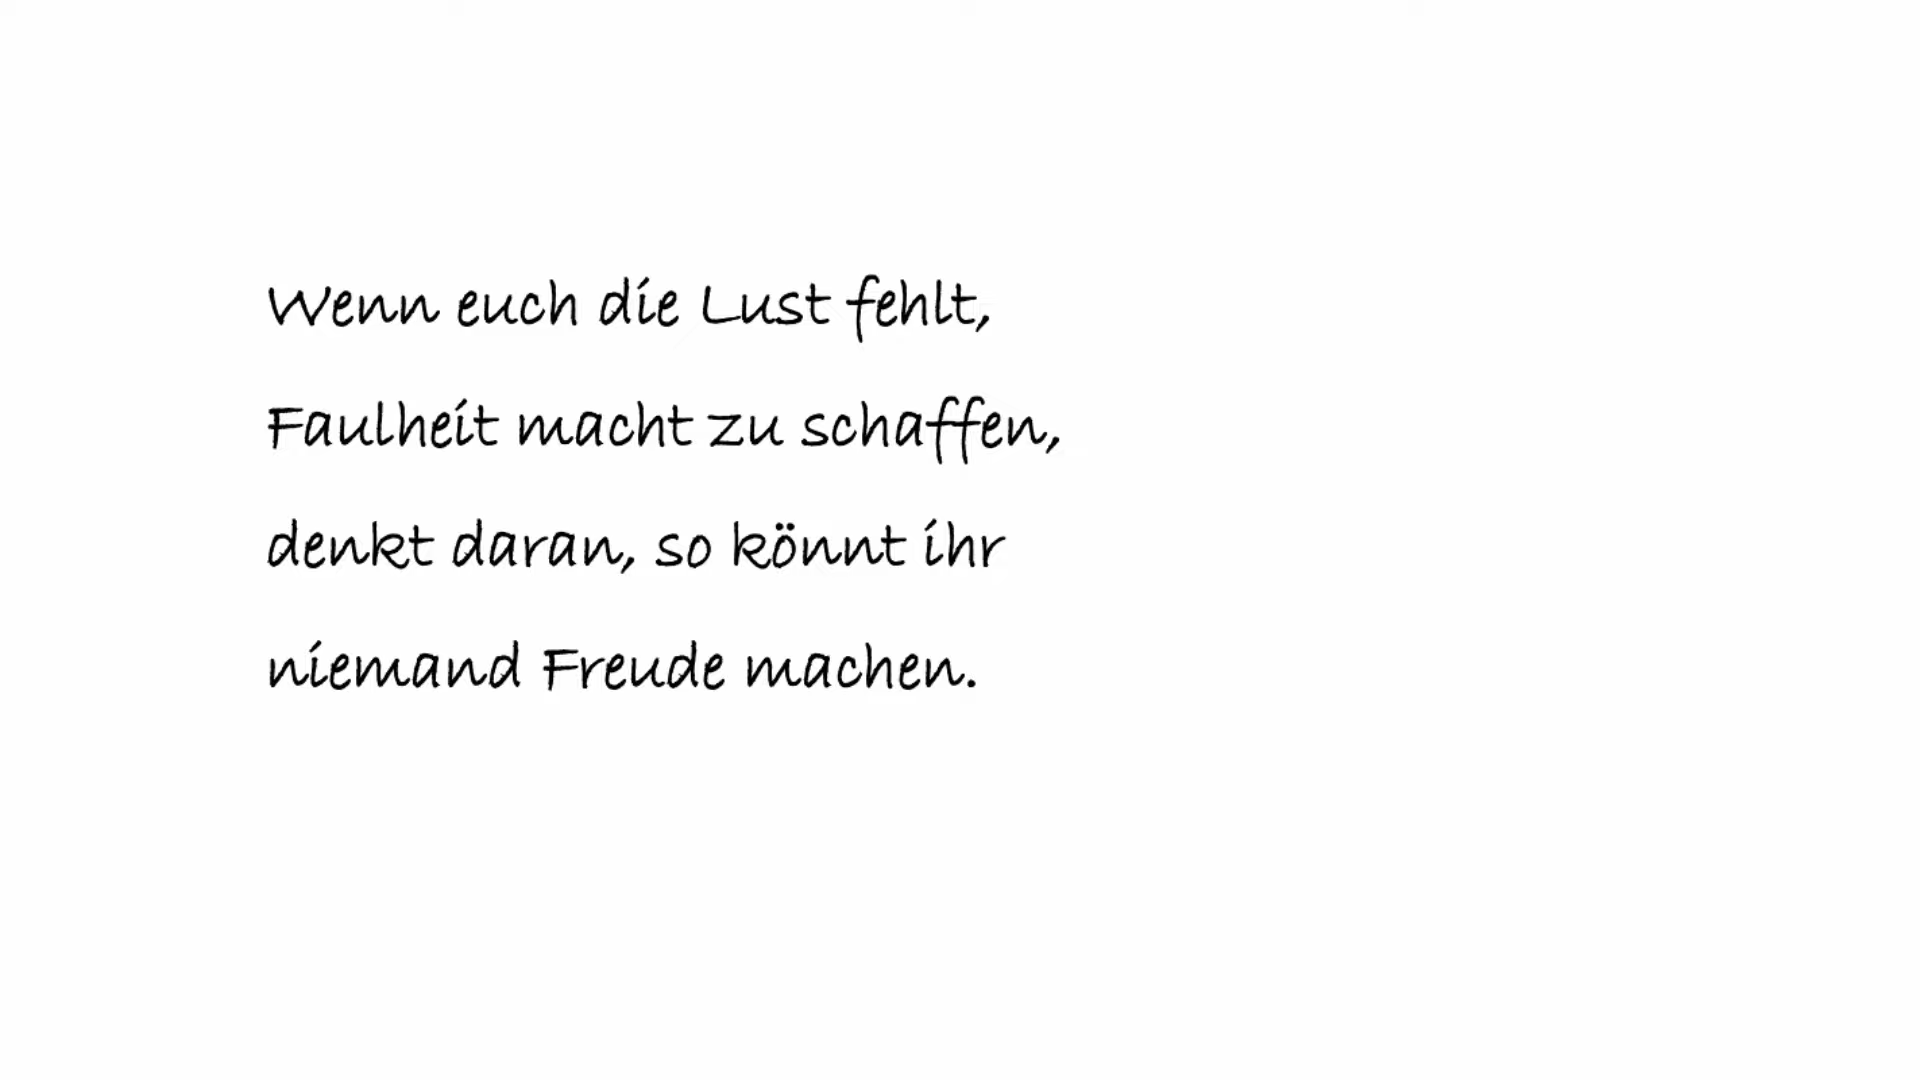 Wenn euch die Lust fehlt,
Faulheit macht zu schaffen,
denkt daran, so könnt ihr
niemand Freude machen.